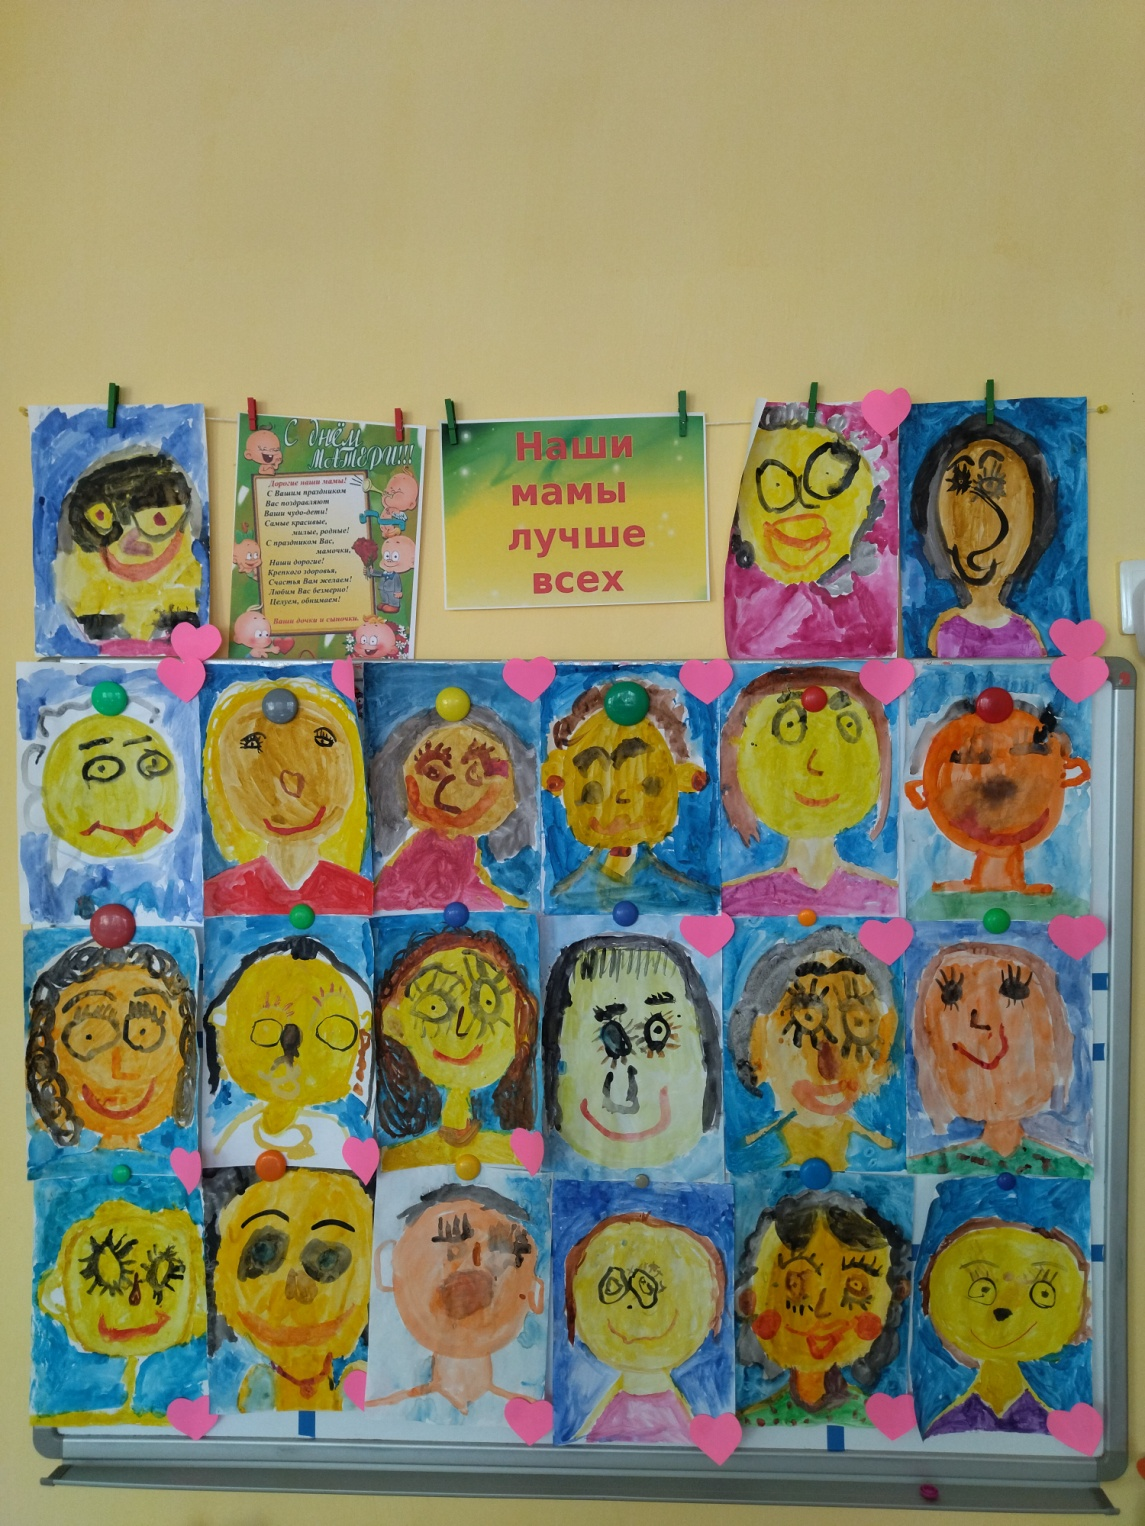 С днём
МАТЕРИ!!!
Дорогие наши мамы!
С Вашим праздником
Вас поздравляют
Ваши чудо-дети!
Самые красивые,
милые, родные!
С праздником Вас,
мамочки,
Наши дорогие!
Крепкого здоровья,
Счастья Вам желаем!
Любим Вас безмерно!
Целуем, обнимаем!
Ваши дочки и сыночки.
Наши
мамы
лучше
всех